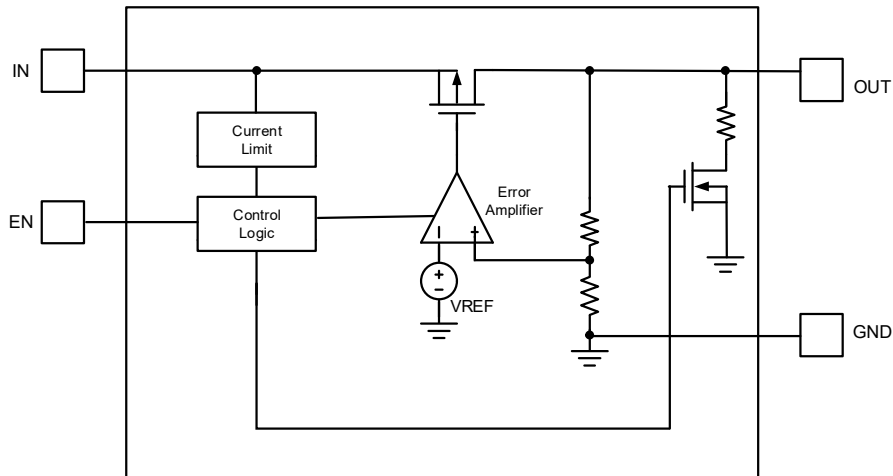 IN
OUT
Current
Limit
Error
Amplifier
EN
Control
Logic
- +
+
-
VREF
GND